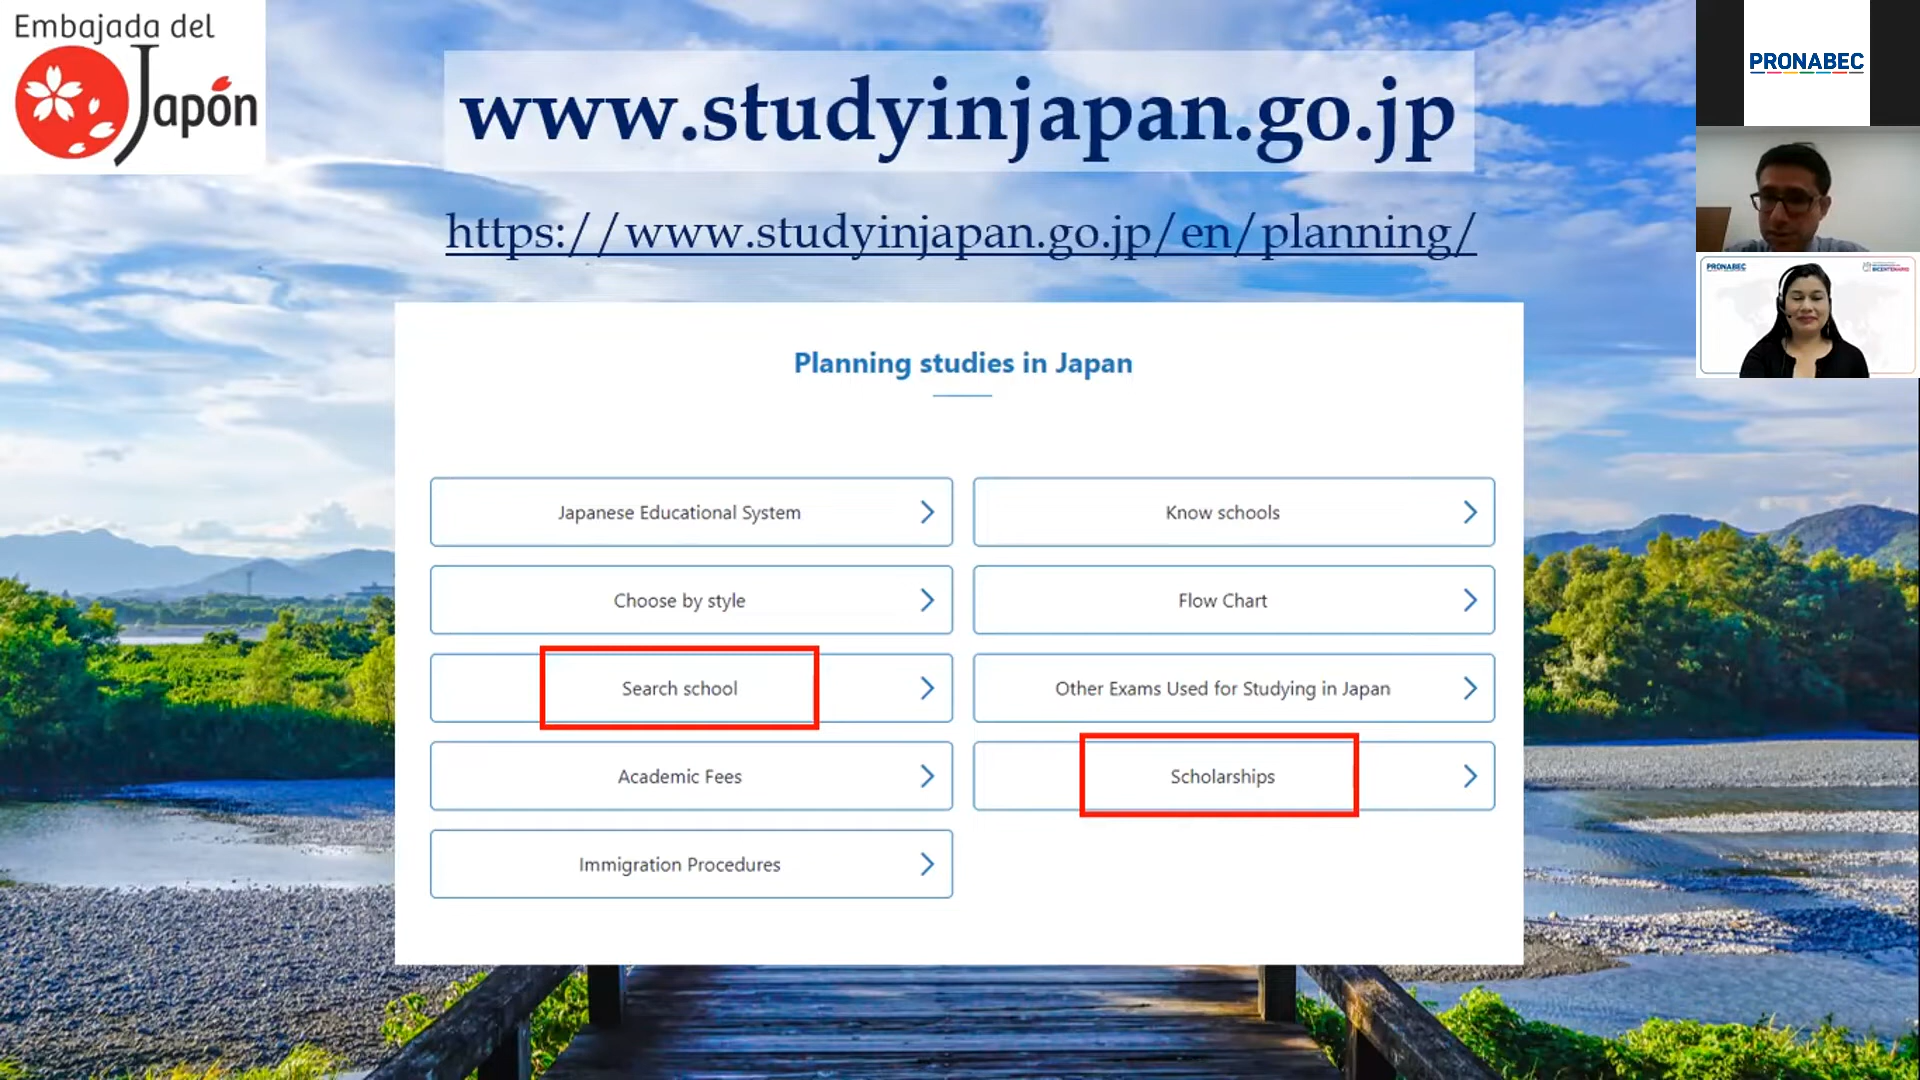 Embajada del
Japón
www.studyinjapan.go.jp
https://www.studyinjapan.go.jp/en/planning/
PRONABEC
PRONABEC
BICENTENARIO
Planning studies in Japan
Japanese Educational System
Know schools
Choose by style
Flow Chart
Search school
Other Exams Used for Studying in Japan
Academic Fees
Scholarships
Immigration Procedures